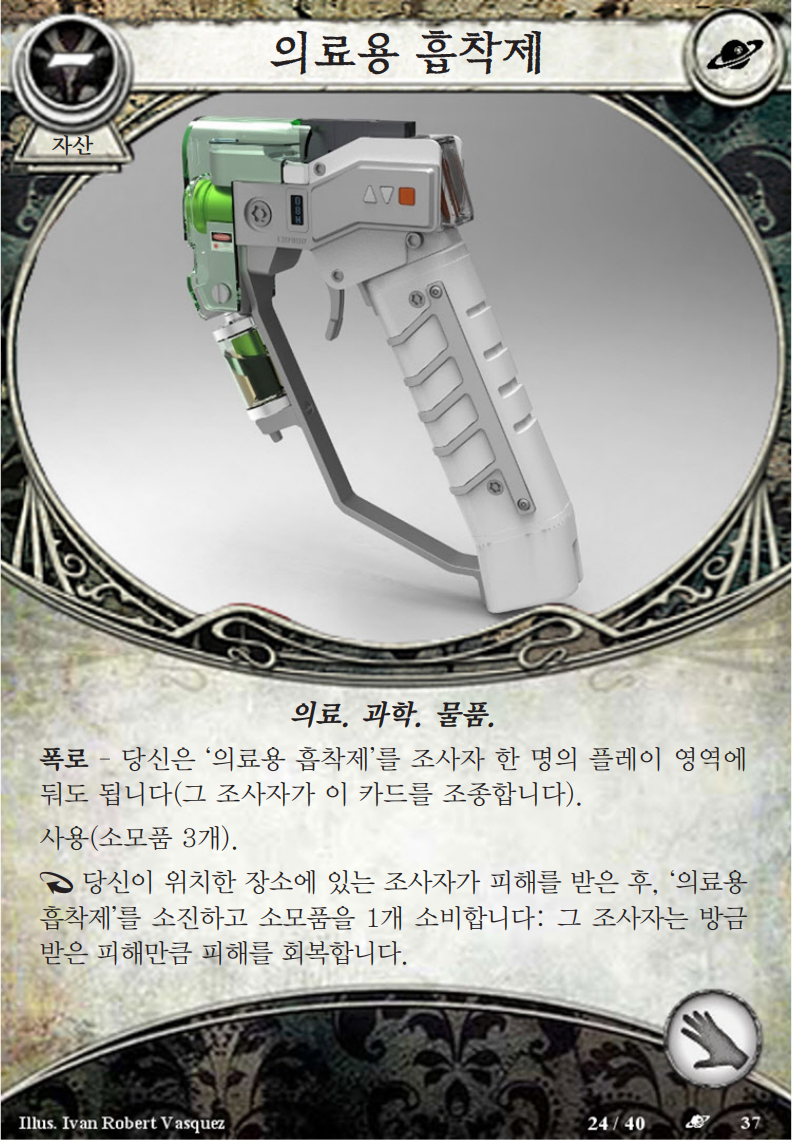 의료용 흡착제
자산
의료. 과학. 물품.
폭로 - 당신은 ‘의료용 흡착제’를 조사자 한 명의 플레이 영역에
둬도 됩니다(그 조사자가 이 카드를 조종합니다).
사용(소모품 3개).
당신이 위치한 장소에 있는 조사자가 피해를 받은 후, ‘의료용
흡착제’를 소진하고 소모품을 1개 소비합니다: 그 조사자는 방금
받은 피해만큼 피해를 회복합니다.
Illus. Ivan Robert Vasquez
24 / 40
37